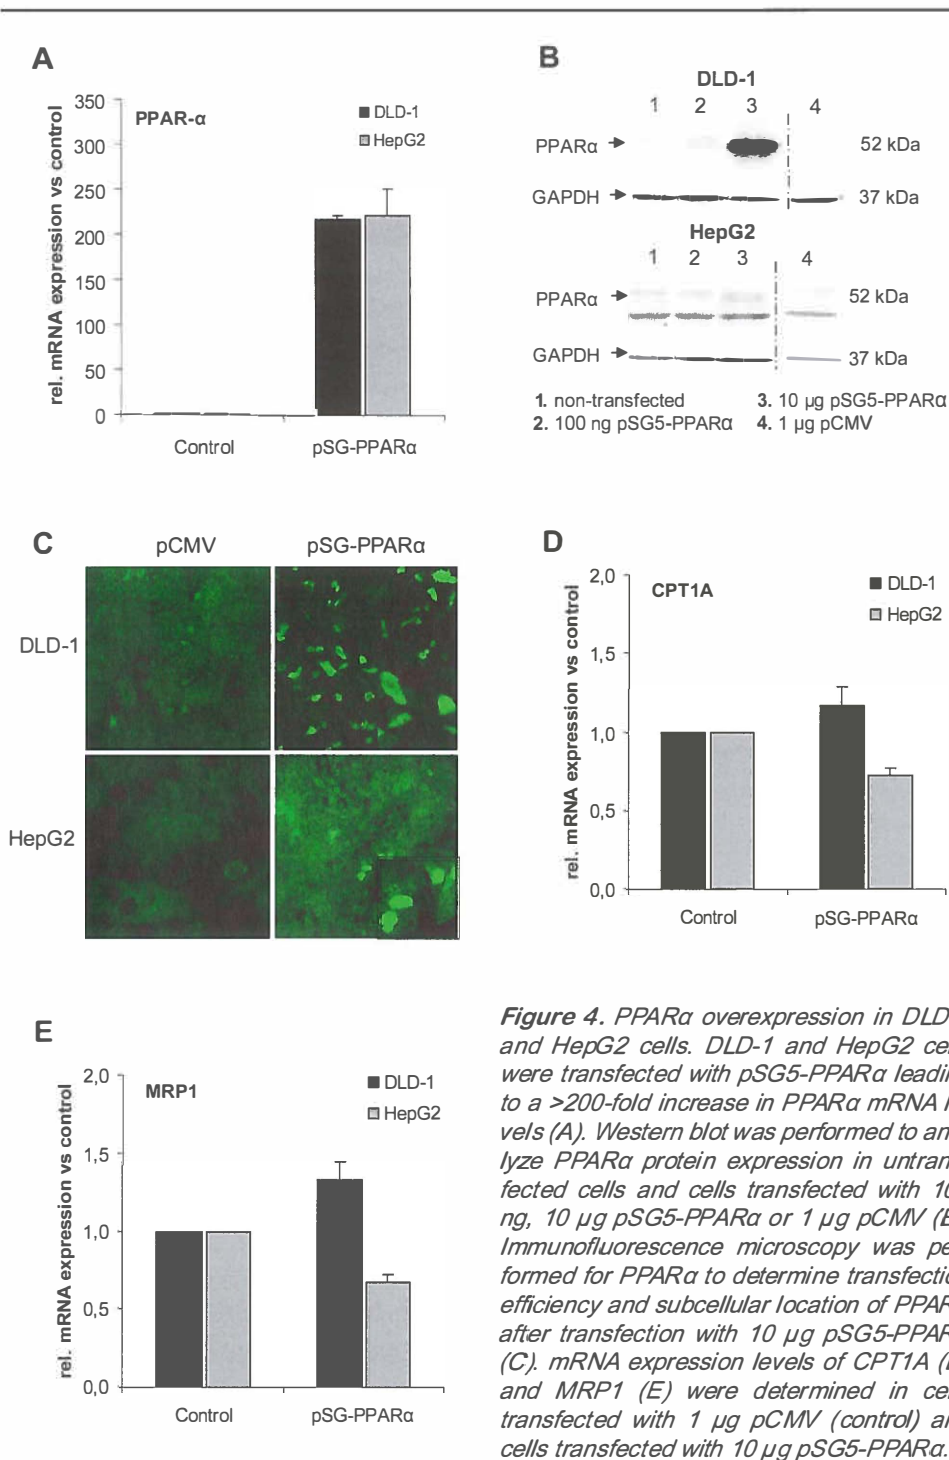 A
350
300
250
200
150
100
50
0
rel. mRNA expression vs control
PPAR-α
DLD-1
HepG2
Control
pSG-PPARα
B
DLD-1
1 2 3 4
PPARα 52 kDa
GAPDH 37 kDa
HepG2
1 2 3 4
PPARα 52 kDa
GAPDH 37 kDa
1. non-transfected 3. 10 µg pSG5-PPARα
2. 100 ng pSG5-PPARα 4. 1 µg pCMV
C
pCMV pSG-PPARα
DLD-1
HepG2
D
2,0
1,5
1,0
0,5
0,0
rel. mRNA expression vs control
CPT1A
DLD-1
HepG2
Control
pSG-PPARα
E
2,0
1,5
1,0
0,5
0,0
rel. mRNA expression vs control
MRP1
DLD-1
HepG2
Control
pSG-PPARα
Figure 4. PPARα overexpression in DLD
and HepG2 cells. DLD-1 and HepG2 cel
were transfected with pSG5-PPARα leadin
to a >200-fold increase in PPARα mRNA l
vels (A). Western blot was performed to an
lyze PPARα protein expression in untran
fected cells and cells transfected with 10
ng, 10 µg pSG5-PPARα or 1 µg pCMV (B
Immunofluorescence microscopy was pe
formed for PPARα to determine transfectio
efficiency and subcellular location of PPAR
after transfection with 10 µg pSG5-PPAR
(C). mRNA expression levels of CPT1A (D
and MRP1 (E) were determined in cel
transfected with 1 µg pCMV (control) an
cells transfected with 10 µg pSG5-PPARα.